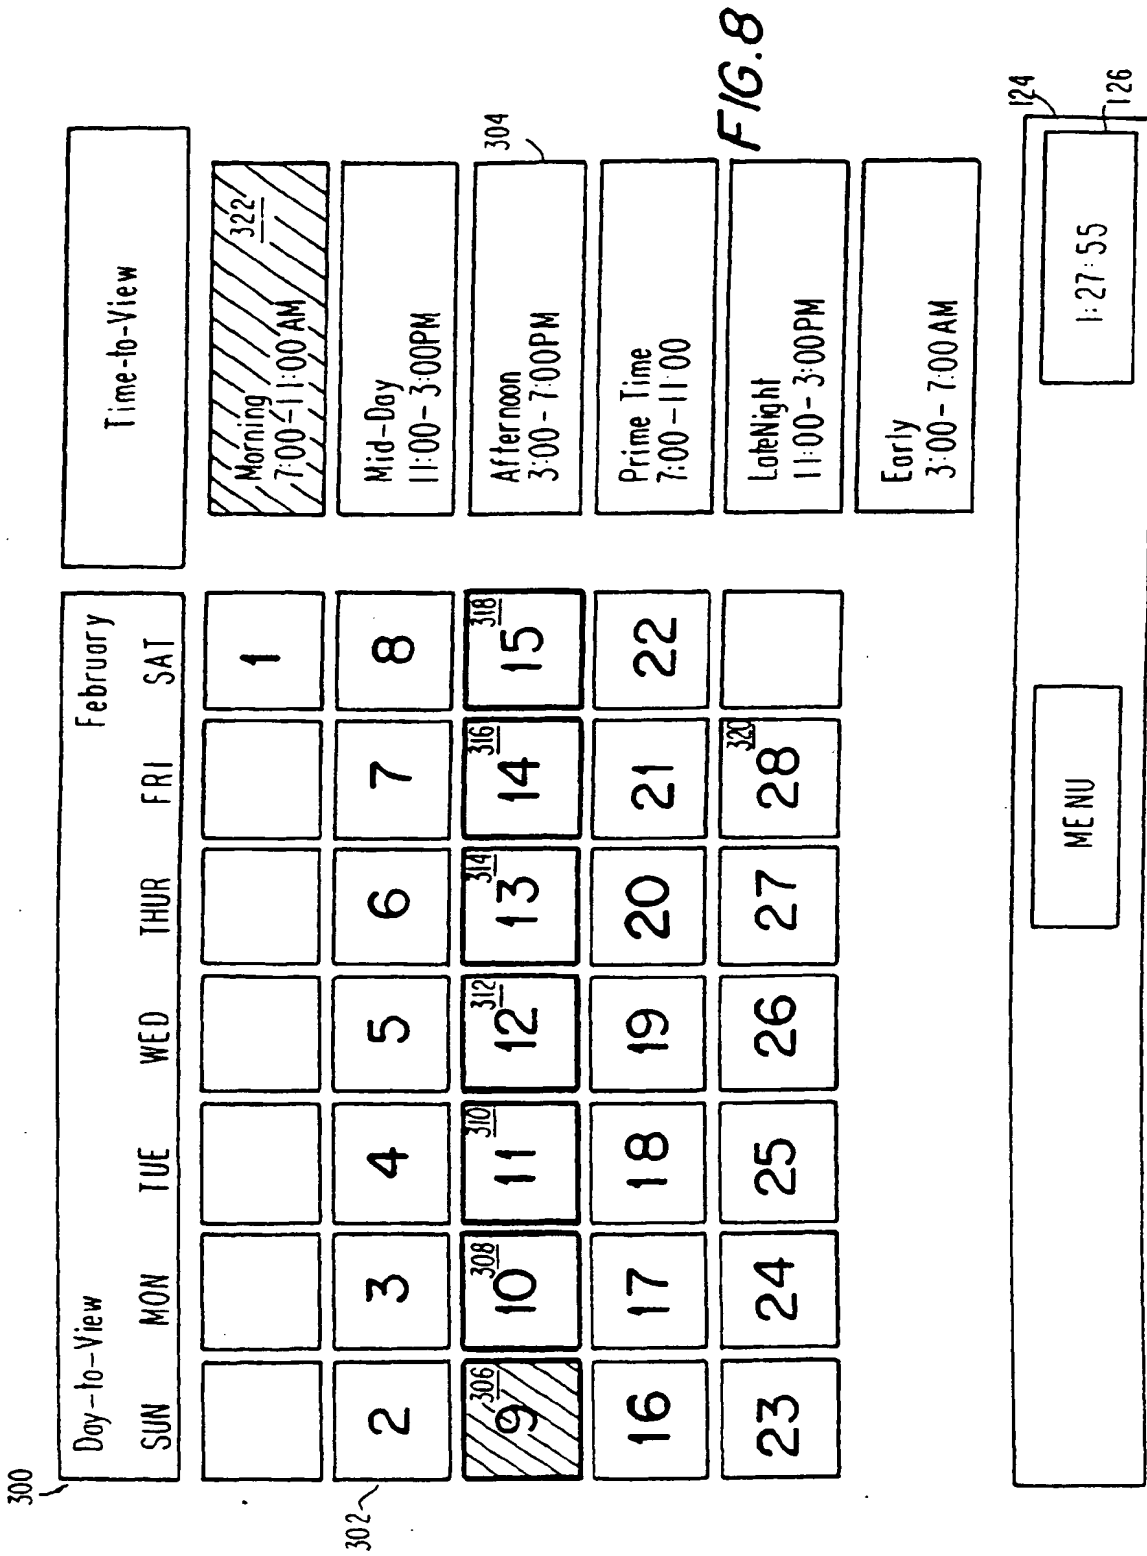 300
Day-to-View February
SUN MON TUE WED THUR FRI SAT
1
302
2 3 4 5 6 7 8
9 306 10 308 11 310 12 312 13 314 14 316 15 318
16 17 18 19 20 21 22
23 24 25 26 27 28 320
Time-to-View
Morning 322
7:00-11:00 AM
Mid-Day
11:00-3:00PM
304
Afternoon
3:00-7:00PM
Prime Time
7:00-11:00
LateNight
11:00-3:00PM
Early
3:00-7:00AM
FIG.8
124
MENU
1:27:55
126